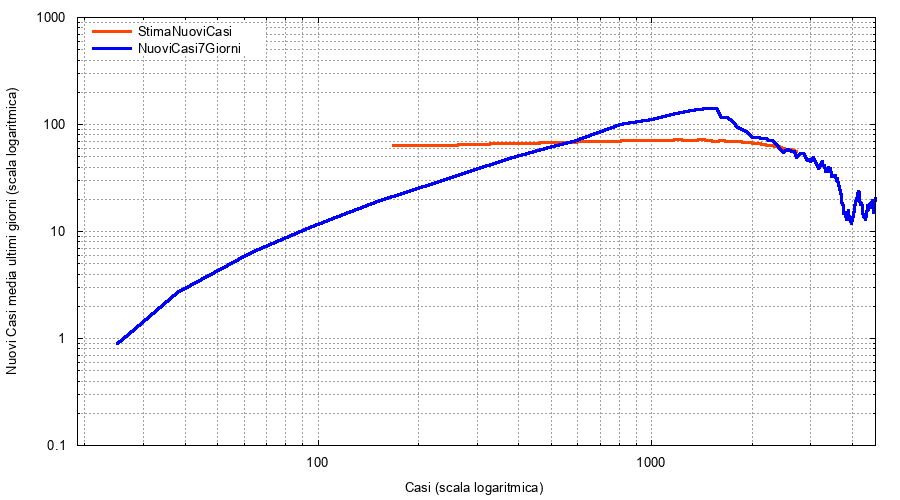 1000
StimaNuoviCasi
NuoviCasi7Giorni
100
10
1
0.1
Nuovi Casi media ultimi giorni (scala logaritmica)
100
1000
Casi (scala logaritmica)